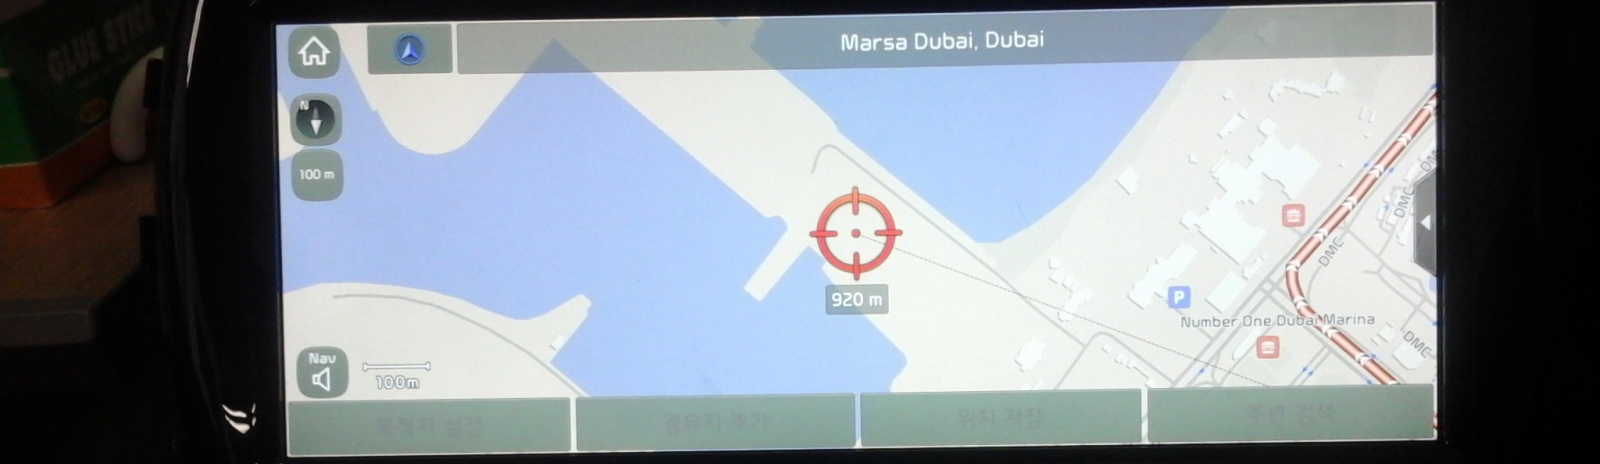 GLUE STICK
Marsa Dubai, Dubai
N
100 m
920 m
P
DMC
DMC
DMC
DMC
Number One Dubai Marina
Nav
100m
목적지 설정
경유지 추가
위치 저장
주변 검색